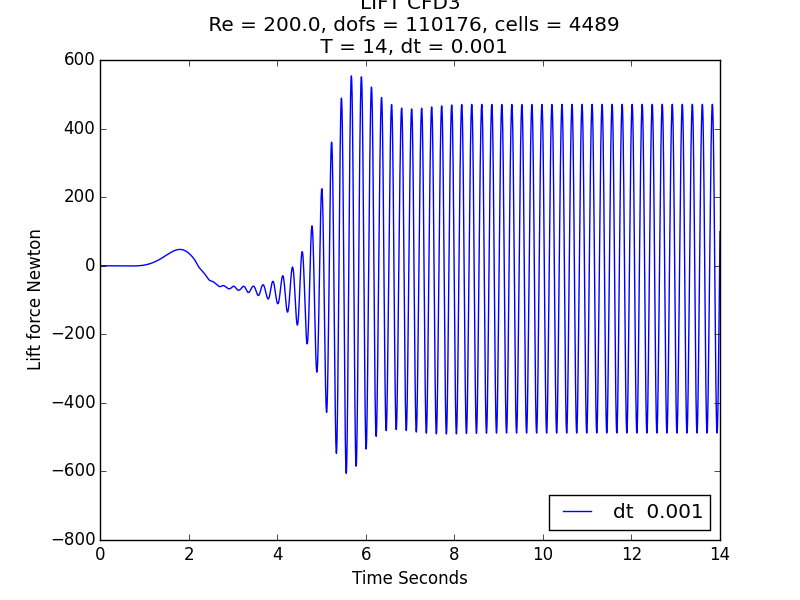 LIFT CFD3
Re = 200.0, dofs = 110176, cells = 4489
T = 14, dt = 0.001
600
400
200
0
−200
−400
−600
−800
Lift force Newton
0 2 4 6 8 10 12 14
Time Seconds
dt 0.001